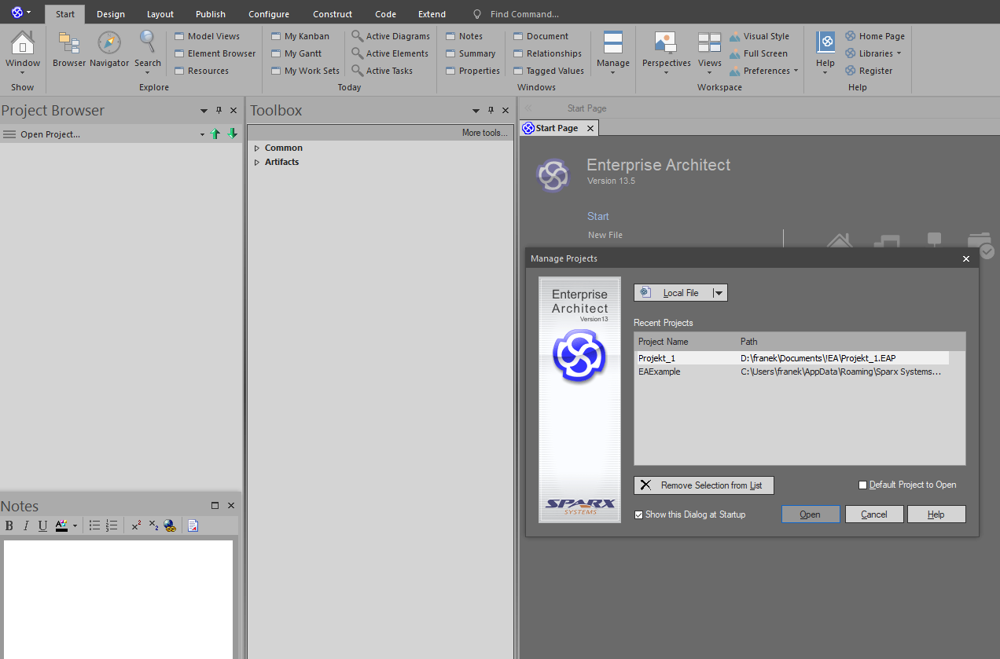 Start Design Layout Publish Configure Construct Code Extend Find Command...
Window
Show
Browser Navigator Search
Model Views
Element Browser
Resources
Explore
My Kanban
My Gantt
My Work Sets
Active Diagrams
Active Elements
Active Tasks
Today
Notes
Summary
Properties
Document
Relationships
Tagged Values
Manage
Windows
Perspectives Views
Visual Style
Full Screen
Preferences
Workspace
Help
Home Page
Libraries
Register
Help
Project Browser
Open Project...
Toolbox
More tools...
Common
Artifacts
Start Page
Start Page
Enterprise Architect
Version 13.5
Start
New File
Manage Projects
Enterprise
Architect
Version13
SPARX
SYSTEMS
Local File
Recent Projects
Project Name Path
Projekt_1 D:\franek\Documents\!EA\Projekt_1.EAP
EAExample C:\Users\franek\AppData\Roaming\Sparx Systems...
Remove Selection from List
Default Project to Open
Show this Dialog at Startup
Open Cancel Help
Notes
B I U A x² x₂